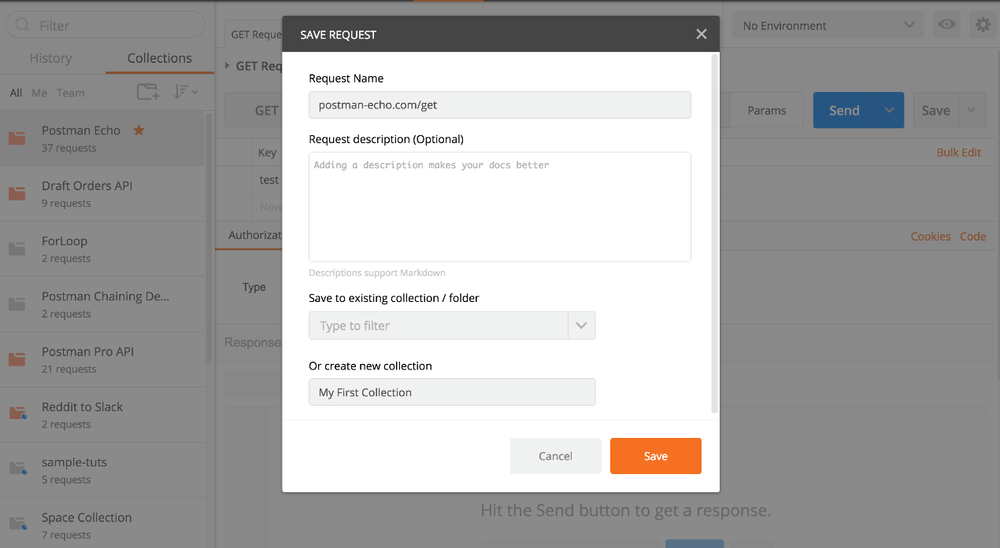 Filter
History Collections
All Me Team
Postman Echo
37 requests
Draft Orders API
9 requests
ForLoop
2 requests
Postman Chaining De...
2 requests
Postman Pro API
21 requests
Reddit to Slack
2 requests
sample-tuts
5 requests
Space Collection
7 requests
GET Reque
No Environment
GET Req
GET
Params
Send
Save
Key
Bulk Edit
test
New
Authorizat
Cookies Code
Type
Response
Hit the Send button to get a response.
SAVE REQUEST
Request Name
postman-echo.com/get
Request description (Optional)
Adding a description makes your docs better
Descriptions support Markdown
Save to existing collection / folder
Type to filter
Or create new collection
My First Collection
Cancel
Save